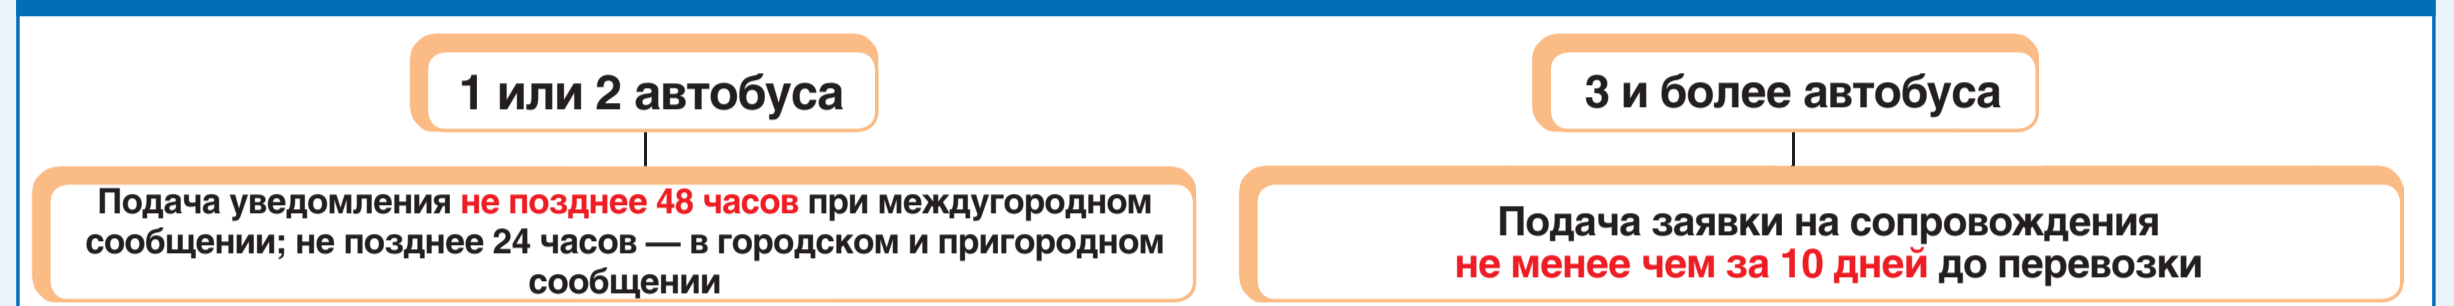 1 или 2 автобуса
Подача уведомления не позднее 48 часов при междугородном
сообщении; не позднее 24 часов — в городском и пригородном
сообщении
3 и более автобуса
Подача заявки на сопровождения
не менее чем за 10 дней до перевозки